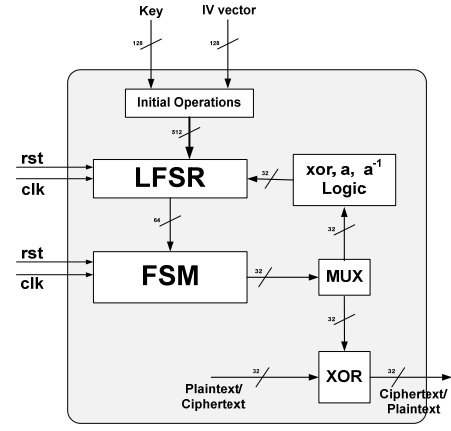 Key
IV vector
128
128
Initial Operations
512
rst
clk
LFSR
32
xor, a, a⁻¹
Logic
64
32
rst
clk
FSM
32
MUX
32
Plaintext/
Ciphertext
32
XOR
32
Ciphertext/
Plaintext